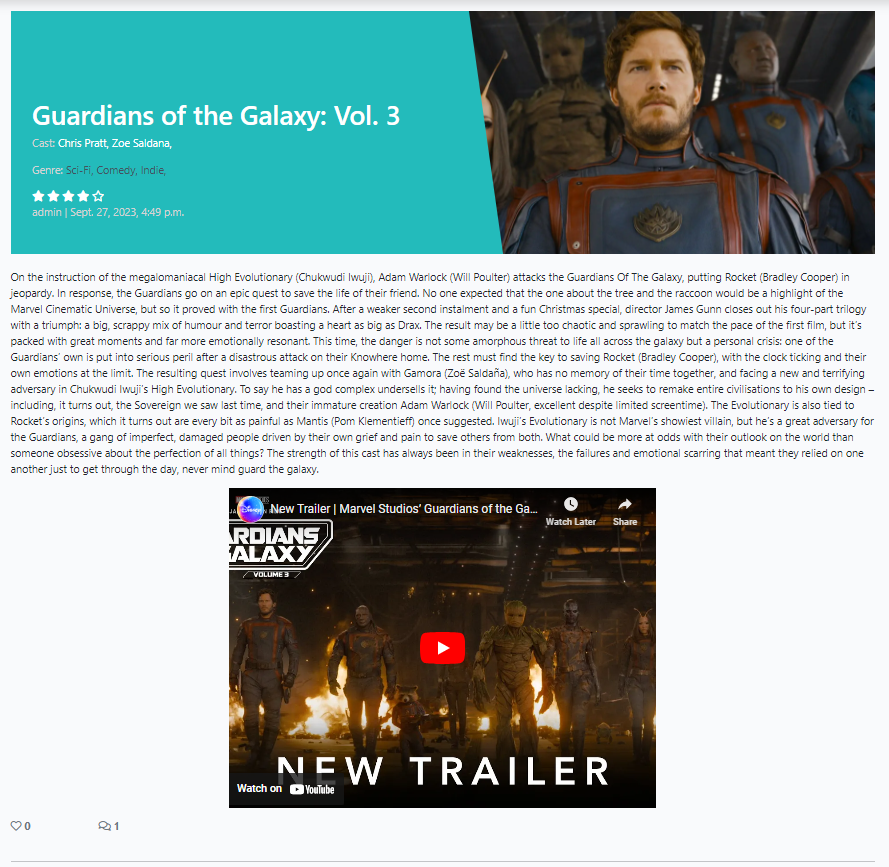 Guardians of the Galaxy: Vol. 3
Cast: Chris Pratt, Zoe Saldana,
Genre: Sci-Fi, Comedy, Indie,
admin | Sept. 27, 2023, 4:49 p.m.
On the instruction of the megalomaniacal High Evolutionary (Chukwudi Iwuji), Adam Warlock (Will Poulter) attacks the Guardians Of The Galaxy, putting Rocket (Bradley Cooper) in
jeopardy. In response, the Guardians go on an epic quest to save the life of their friend. No one expected that the one about the tree and the raccoon would be a highlight of the
Marvel Cinematic Universe, but so it proved with the first Guardians. After a weaker second instalment and a fun Christmas special, director James Gunn closes out his four-part trilogy
with a triumph: a big, scrappy mix of humour and terror boasting a heart as big as Drax. The result may be a little too chaotic and sprawling to match the pace of the first film, but it's
packed with great moments and far more emotionally resonant. This time, the danger is not some amorphous threat to life all across the galaxy but a personal crisis: one of the
Guardians' own is put into serious peril after a disastrous attack on their Knowhere home. The rest must find the key to saving Rocket (Bradley Cooper), with the clock ticking and their
own emotions at the limit. The resulting quest involves teaming up once again with Gamora (Zoë Saldaña), who has no memory of their time together, and facing a new and terrifying
adversary in Chukwudi Iwuji's High Evolutionary. To say he has a god complex undersells it; having found the universe lacking, he seeks to remake entire civilisations to his own design –
including, it turns out, the Sovereign we saw last time, and their immature creation Adam Warlock (Will Poulter, excellent despite limited screentime). The Evolutionary is also tied to
Rocket's origins, which it turns out are every bit as painful as Mantis (Pom Klementieff) once suggested. Iwuji's Evolutionary is not Marvel's showiest villain, but he's a great adversary for
the Guardians, a gang of imperfect, damaged people driven by their own grief and pain to save others from both. What could be more at odds with their outlook on the world than
someone obsessive about the perfection of all things? The strength of this cast has always been in their weaknesses, the failures and emotional scarring that meant they relied on one
another just to get through the day, never mind guard the galaxy.
New Trailer | Marvel Studios' Guardians of the Ga...
Watch Later
Share
ARDIANS
GALAXY
VOLUME 3
NEW TRAILER
Watch on YouTube
0
1